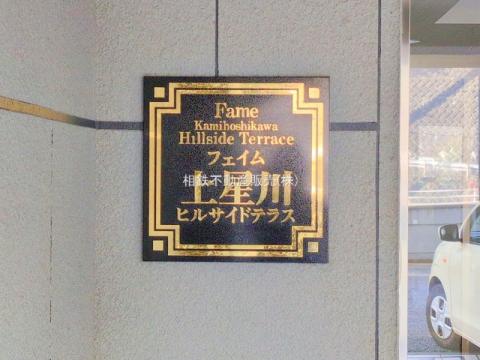 Fame
Kamihoshikawa
Hillside Terrace
フェイム
上星川
相鉄不動産販売(株)
ヒルサイドテラス